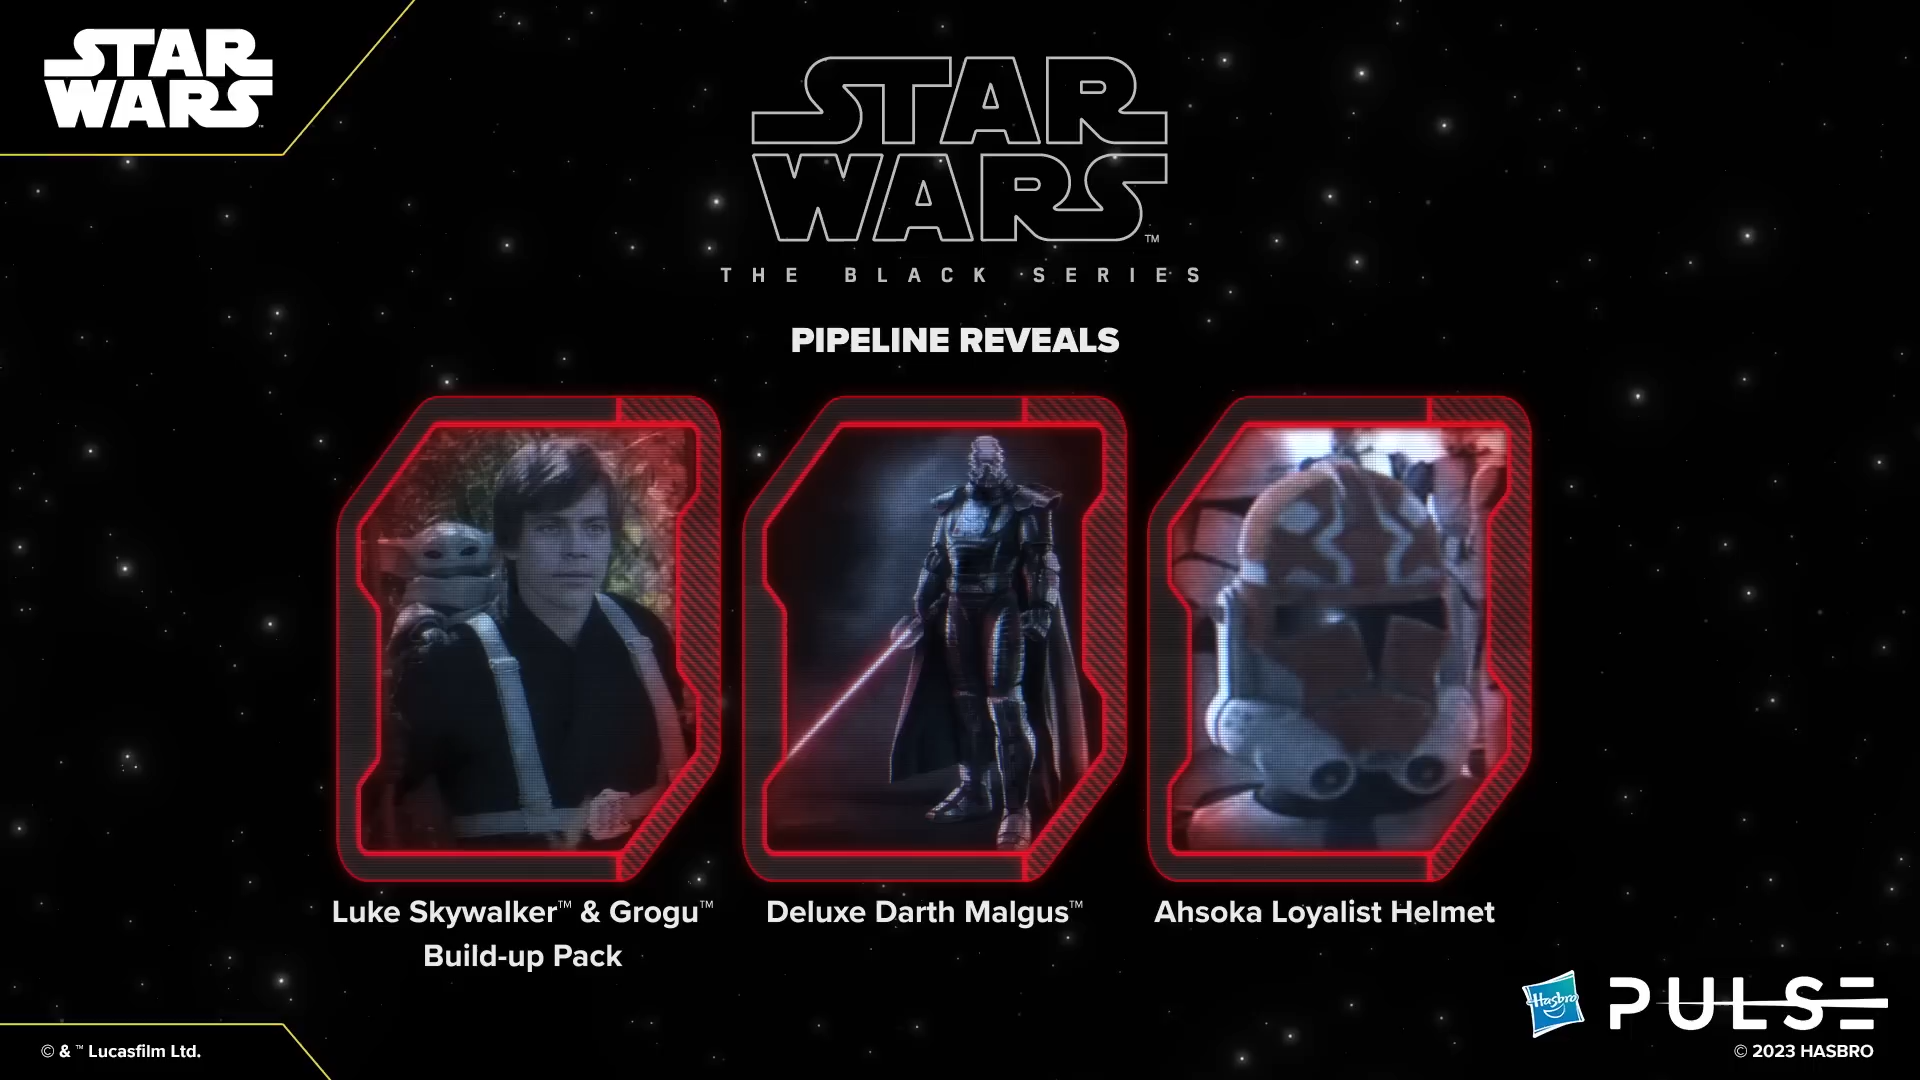 STAR
WARS
STAR
WARS™
THE BLACK SERIES
PIPELINE REVEALS
Luke Skywalker™ & Grogu™
Build-up Pack
Deluxe Darth Malgus™
Ahsoka Loyalist Helmet
Hasbro
PULSE
© & ™ Lucasfilm Ltd.
© 2023 HASBRO